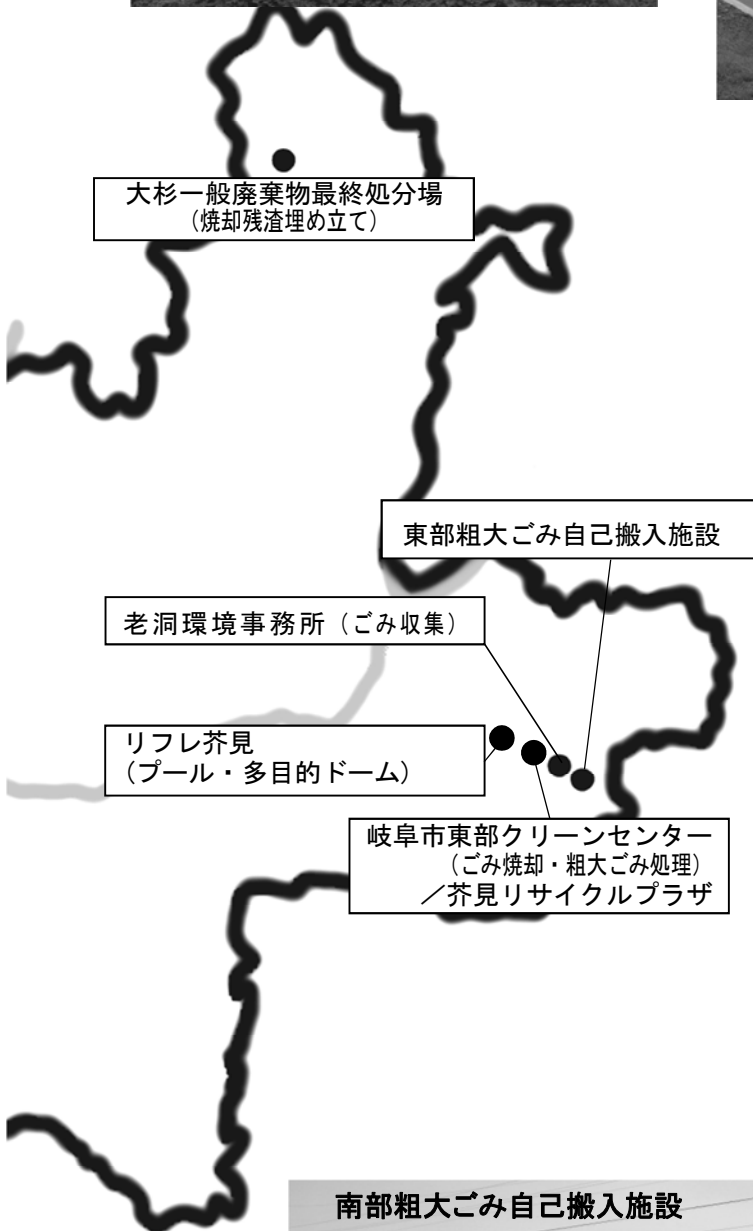 大杉一般廃棄物最終処分場
(焼却残渣埋め立て)
東部粗大ごみ自己搬入施設
老洞環境事務所（ごみ収集）
リフレ芥見
(プール・多目的ドーム)
岐阜市東部クリーンセンター
(ごみ焼却・粗大ごみ処理)
／芥見リサイクルプラザ
南部粗大ごみ自己搬入施設